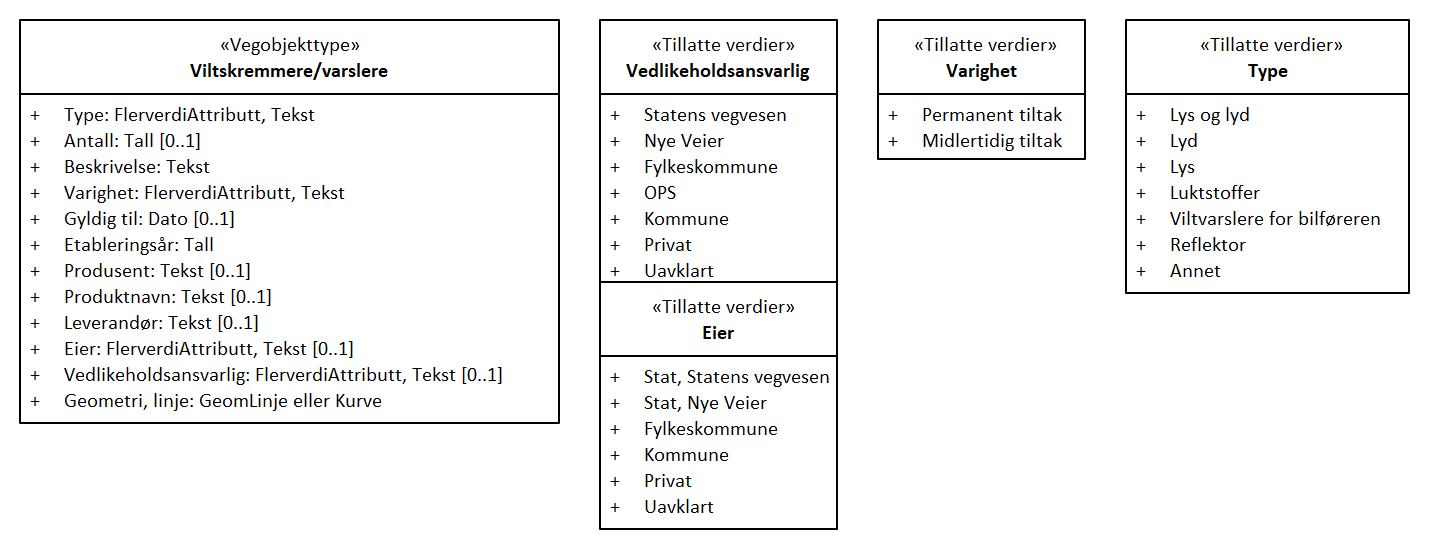 «Vegobjekttype»
Viltskremmere/varslere
+ Type: FlerverdiAttributt, Tekst
+ Antall: Tall [0..1]
+ Beskrivelse: Tekst
+ Varighet: FlerverdiAttributt, Tekst
+ Gyldig til: Dato [0..1]
+ Etableringsår: Tall
+ Produsent: Tekst [0..1]
+ Produktnavn: Tekst [0..1]
+ Leverandør: Tekst [0..1]
+ Eier: FlerverdiAttributt, Tekst [0..1]
+ Vedlikeholdsansvarlig: FlerverdiAttributt, Tekst [0..1]
+ Geometri, linje: GeomLinje eller Kurve
«Tillatte verdier»
Vedlikeholdsansvarlig
+ Statens vegvesen
+ Nye Veier
+ Fylkeskommune
+ OPS
+ Kommune
+ Privat
+ Uavklart
«Tillatte verdier»
Eier
+ Stat, Statens vegvesen
+ Stat, Nye Veier
+ Fylkeskommune
+ Kommune
+ Privat
+ Uavklart
«Tillatte verdier»
Varighet
+ Permanent tiltak
+ Midlertidig tiltak
«Tillatte verdier»
Type
+ Lys og lyd
+ Lyd
+ Lys
+ Luktstoffer
+ Viltvarslere for bilføreren
+ Reflektor
+ Annet